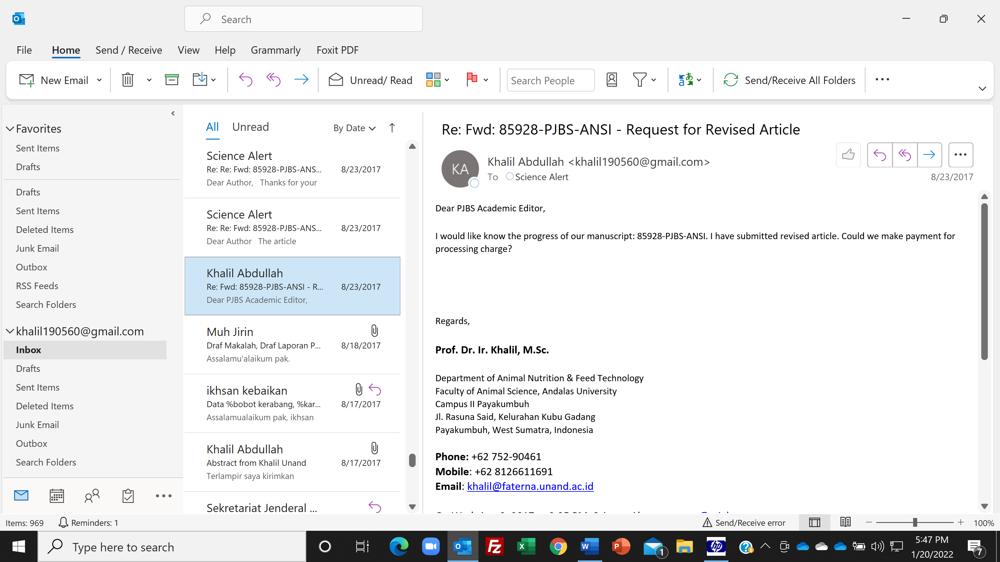 Search
File Home Send / Receive View Help Grammarly Foxit PDF
New Email Unread/ Read Search People Send/Receive All Folders
Favorites
Sent Items
Drafts
Drafts
Sent Items
Deleted Items
Junk Email
Outbox
RSS Feeds
Search Folders
khalil190560@gmail.com
Inbox
Drafts
Sent Items
Deleted Items
Junk Email
Outbox
Search Folders
All Unread By Date
Science Alert
Re: Re: Fwd: 85928-PJBS-ANS... 8/23/2017
Dear Author, Thanks for your
Science Alert
Re: Re: Fwd: 85928-PJBS-ANS... 8/23/2017
Dear Author The article
Khalil Abdullah
Re: Fwd: 85928-PJBS-ANSI - R... 8/23/2017
Dear PJBS Academic Editor,
Muh Jirin
Draf Makalah, Draf Laporan P... 8/18/2017
Assalamu'alaikum pak.
ikhsan kebaikan
Data %bobot kerabang, %kar... 8/17/2017
Assalamualaikum pak, ikhsan
Khalil Abdullah
Abstract from Khalil Unand 8/17/2017
Terlampir saya kirimkan
Sekretariat Jenderal ...
Re: Fwd: 85928-PJBS-ANSI - Request for Revised Article
KA
Khalil Abdullah <khalil190560@gmail.com>
To Science Alert
8/23/2017
Dear PJBS Academic Editor,
I would like know the progress of our manuscript: 85928-PJBS-ANSI. I have submitted revised article. Could we make payment for
processing charge?
Regards,
Prof. Dr. Ir. Khalil, M.Sc.
Department of Animal Nutrition & Feed Technology
Faculty of Animal Science, Andalas University
Campus II Payakumbuh
Jl. Rasuna Said, Kelurahan Kubu Gadang
Payakumbuh, West Sumatra, Indonesia
Phone: +62 752-90461
Mobile: +62 8126611691
Email: khalil@faterna.unand.ac.id
Items: 969 Reminders: 1 Send/Receive error 100%
Type here to search
1
5:47 PM
1/20/2022
7